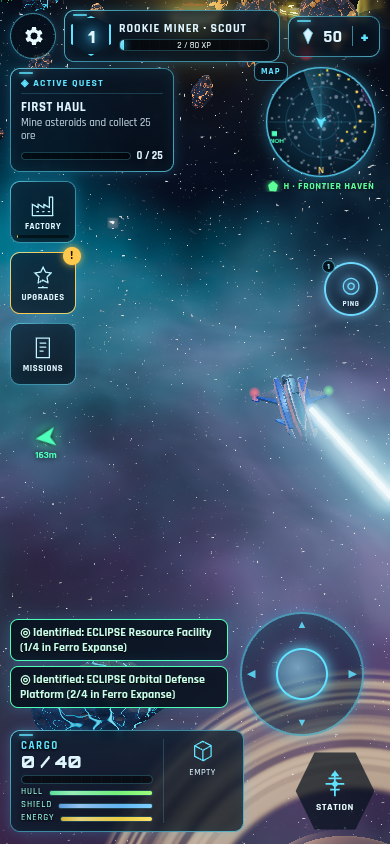 1
ROOKIE MINER · SCOUT
2 / 80 XP
50
+
ACTIVE QUEST
FIRST HAUL
Mine asteroids and collect 25
ore
0 / 25
MAP
N
H · FRONTIER HAVEN
FACTORY
!
UPGRADES
MISSIONS
1
PING
163m
Identified: ECLIPSE Resource Facility
(1/4 in Ferro Expanse)
Identified: ECLIPSE Orbital Defense
Platform (2/4 in Ferro Expanse)
CARGO
0 / 40
EMPTY
HULL
SHIELD
ENERGY
STATION